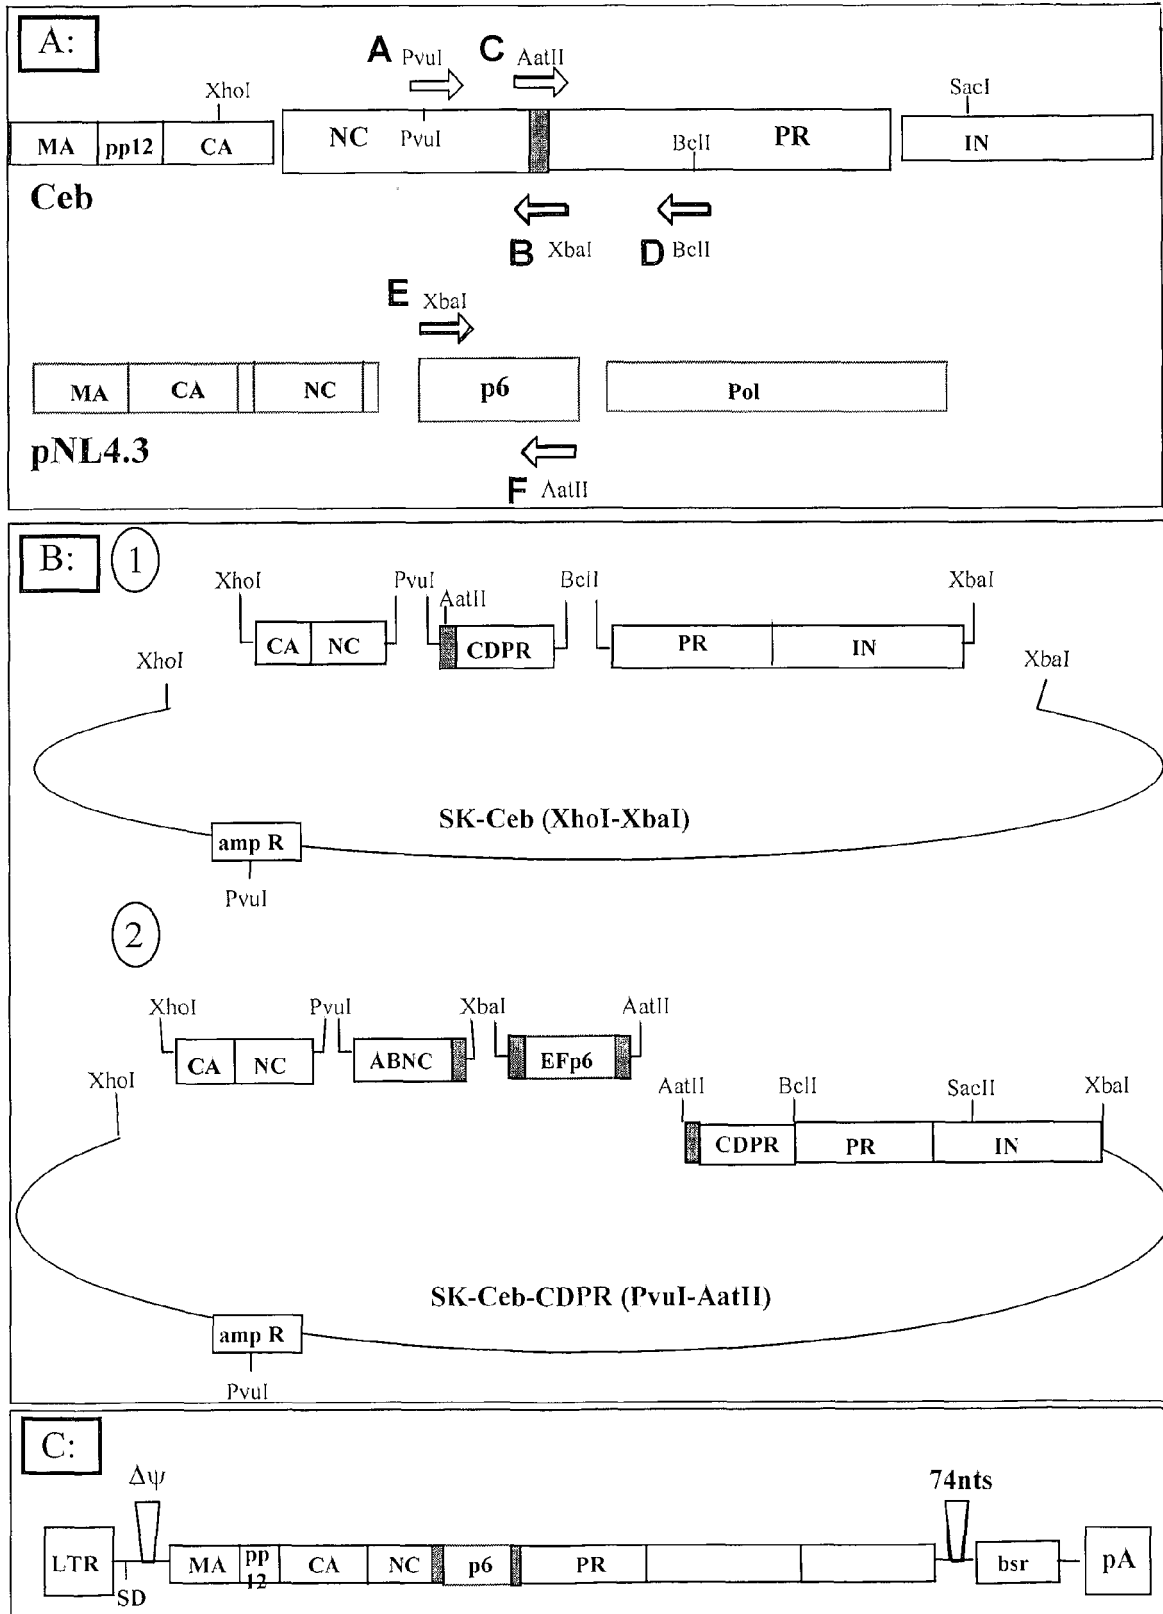 A:
A PvuI
C AatII
XhoI
SacI
MA pp12 CA
NC PvuI
BclI PR
IN
Ceb
B XbaI
D BclI
E XbaI
MA CA NC
p6
Pol
pNL4.3
F AatII
B:
1
XhoI PvuI AatII BclI XbaI
CA NC
CDPR
PR IN
XhoI XbaI
SK-Ceb (XhoI-XbaI)
amp R
PvuI
2
XhoI PvuI XbaI AatII
CA NC
ABNC
EFp6
XhoI
AatII BclI SacII XbaI
CDPR PR IN
SK-Ceb-CDPR (PvuI-AatII)
amp R
PvuI
C:
Δψ
74nts
LTR
SD
MA pp 12 CA NC p6 PR
bsr
pA